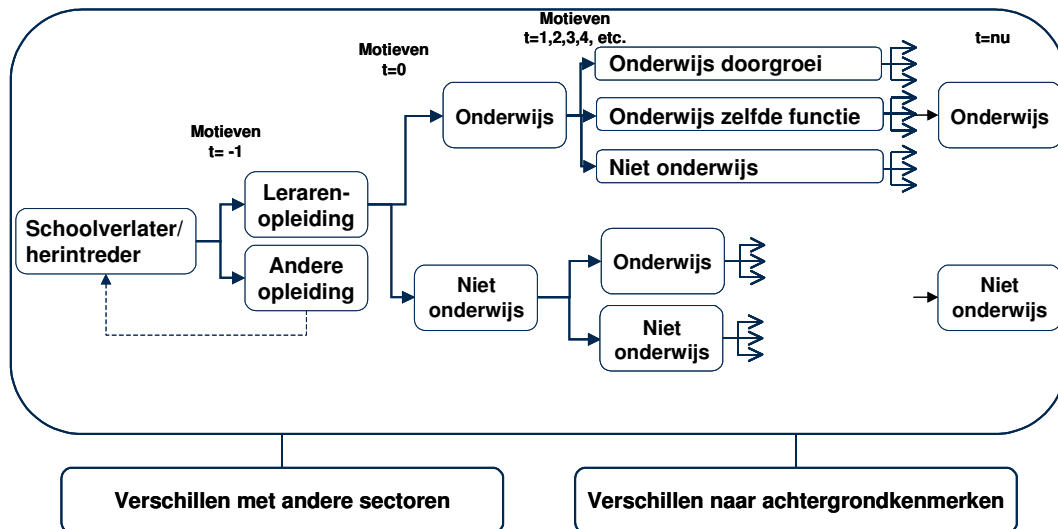 Motieven
t= -1
Motieven
t=0
Motieven
t=1,2,3,4, etc.
t=nu
Schoolverlater/
herintreder
Leraren-
opleiding
Andere
opleiding
Onderwijs
Niet
onderwijs
Onderwijs doorgroei
Onderwijs zelfde functie
Niet onderwijs
Onderwijs
Niet
onderwijs
Onderwijs
Niet
onderwijs
Verschillen met andere sectoren
Verschillen naar achtergrondkenmerken